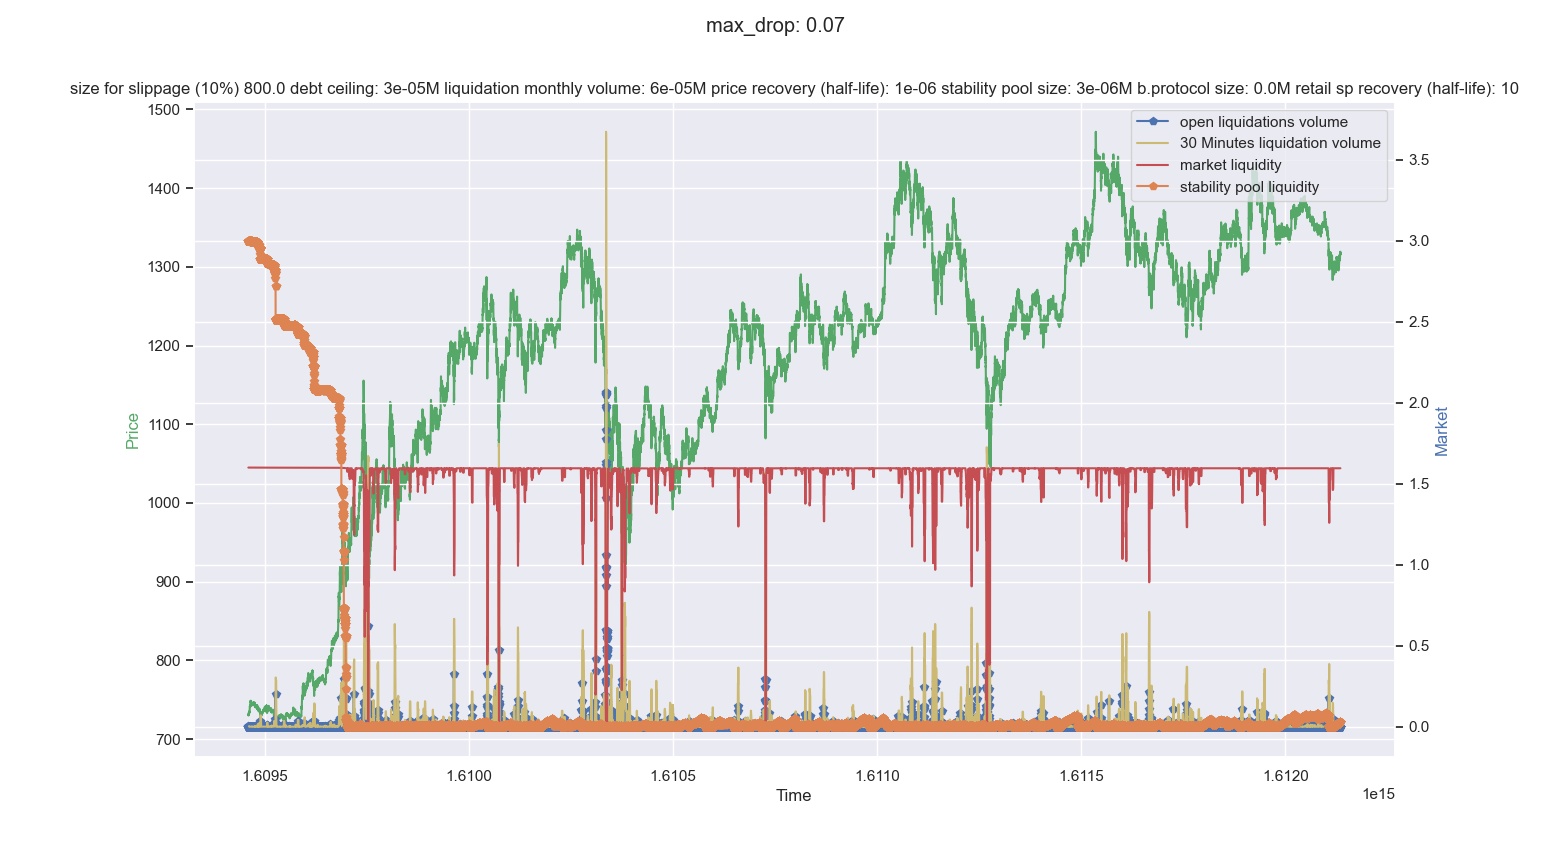 max_drop: 0.07
size for slippage (10%) 800.0 debt ceiling: 3e-05M liquidation monthly volume: 6e-05M price recovery (half-life): 1e-06 stability pool size: 3e-06M b.protocol size: 0.0M retail sp recovery (half-life): 10
open liquidations volume
30 Minutes liquidation volume
market liquidity
stability pool liquidity
1500
1400
1300
1200
1100
1000
900
800
700
Price
3.5
3.0
2.5
2.0
1.5
1.0
0.5
0.0
Market
1.6095 1.6100 1.6105 1.6110 1.6115 1.6120
1e15
Time